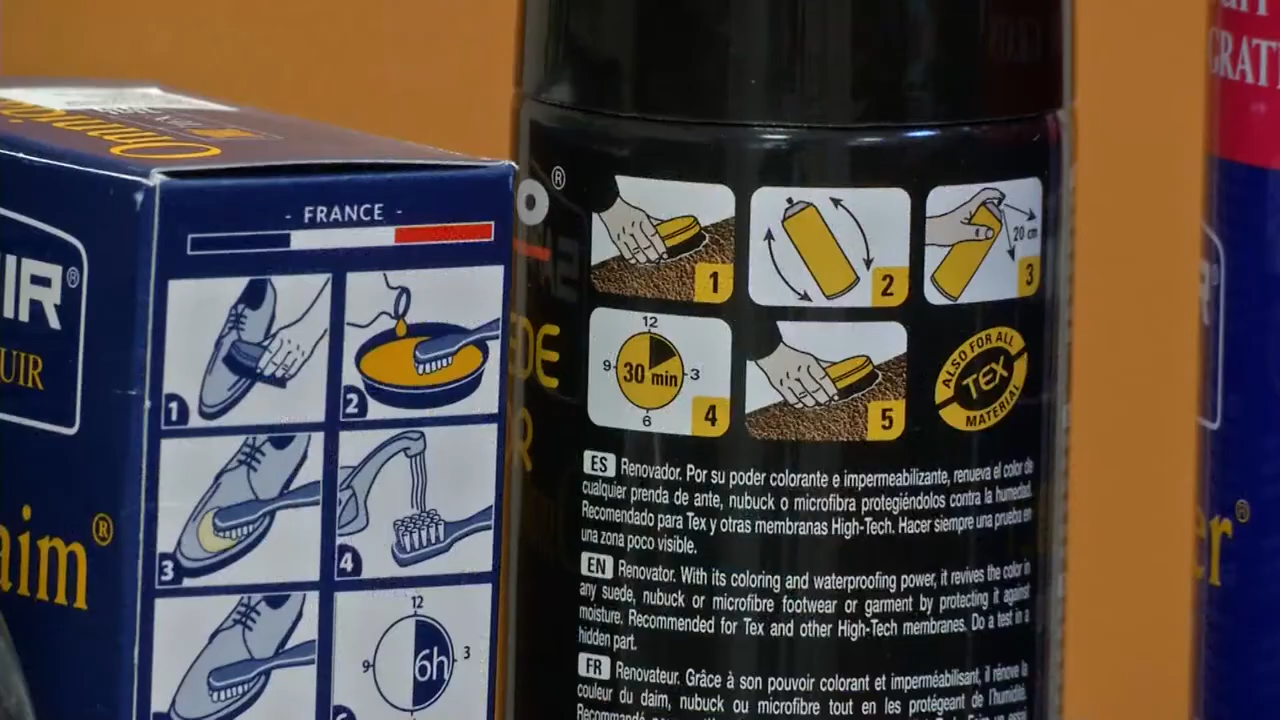 - FRANCE -
IR®
UIR
aim®
1
2
3
4
12
9
3
6h
®
1
2
3
20 cm
12
9
3
6
30 min
4
5
ALSO FOR ALL
TEX
MATERIAL
ES Renovador. Por su poder colorante e impermeabilizante, renueva el color de
cualquier prenda de ante, nubuck o microfibra protegiéndolos contra la humedad.
Recomendado para Tex y otras membranas High-Tech. Hacer siempre una prueba en
una zona poco visible.
EN Renovator. With its coloring and waterproofing power, it revives the color in
any suede, nubuck or microfibre footwear or garment by protecting it against
moisture. Recommended for Tex and other High-Tech membranes. Do a test in a
hidden part.
FR Renovateur. Grâce à son pouvoir colorant et imperméabilisant, il rénove la
couleur du daim, nubuck ou microfibre tout en les protégeant de l'humidité.
GRATI
er®